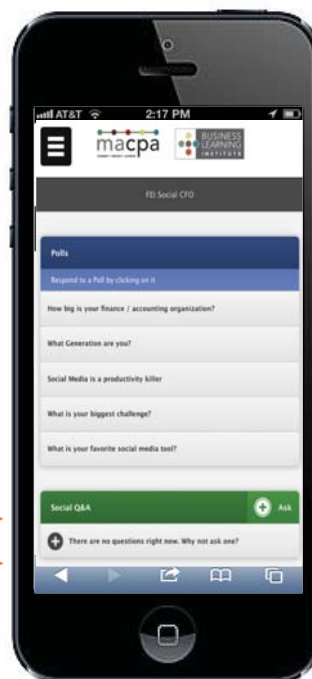 AT&T 2:17 PM
macpa
BUSINESS
LEARNING
INSTITUTE
FEI Social CFO
Polls
Respond to a Poll by clicking on it
How big is your finance / accounting organization?
What Generation are you?
Social Media is a productivity killer
What is your biggest challenge?
What is your favorite social media tool?
Social Q&A Ask
There are no questions right now. Why not ask one?